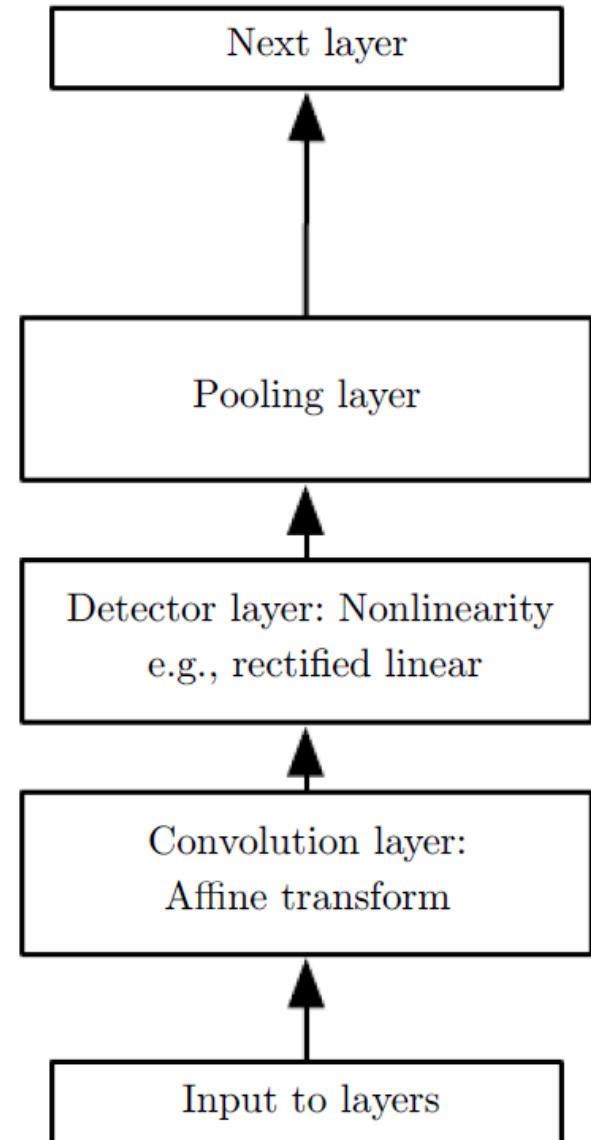 Next layer
Pooling layer
Detector layer: Nonlinearity
e.g., rectified linear
Convolution layer:
Affine transform
Input to layers